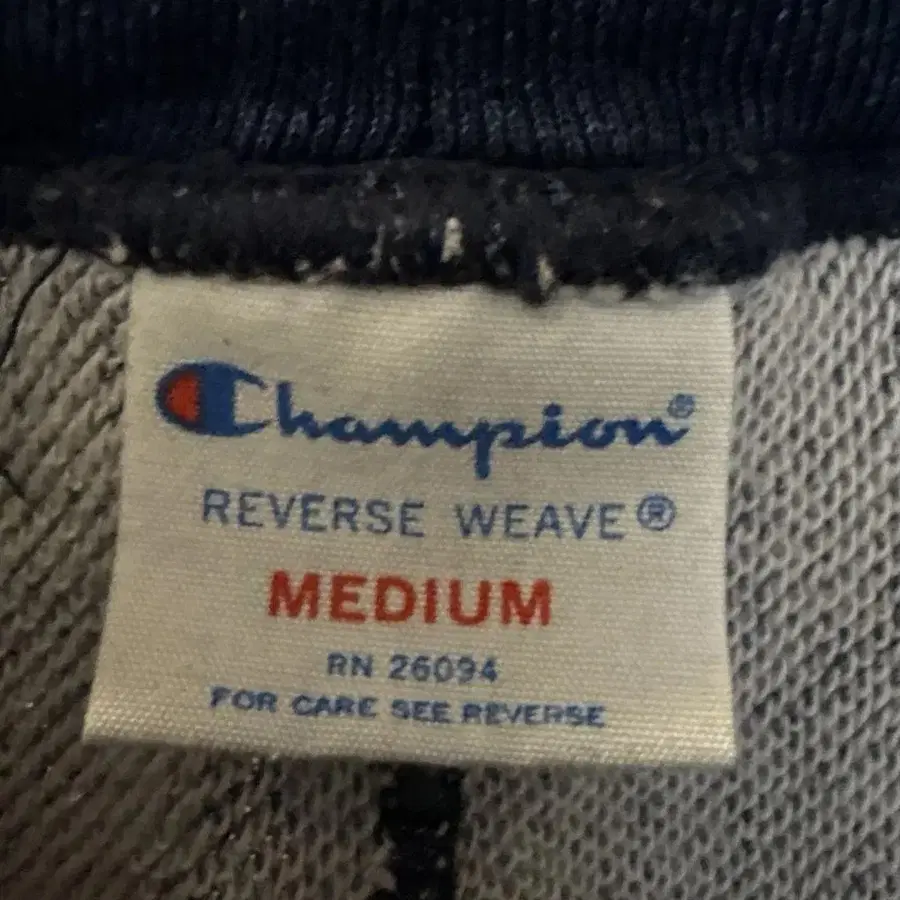 Champion®
REVERSE WEAVE®
MEDIUM
RN 26094
FOR CARE SEE REVERSE